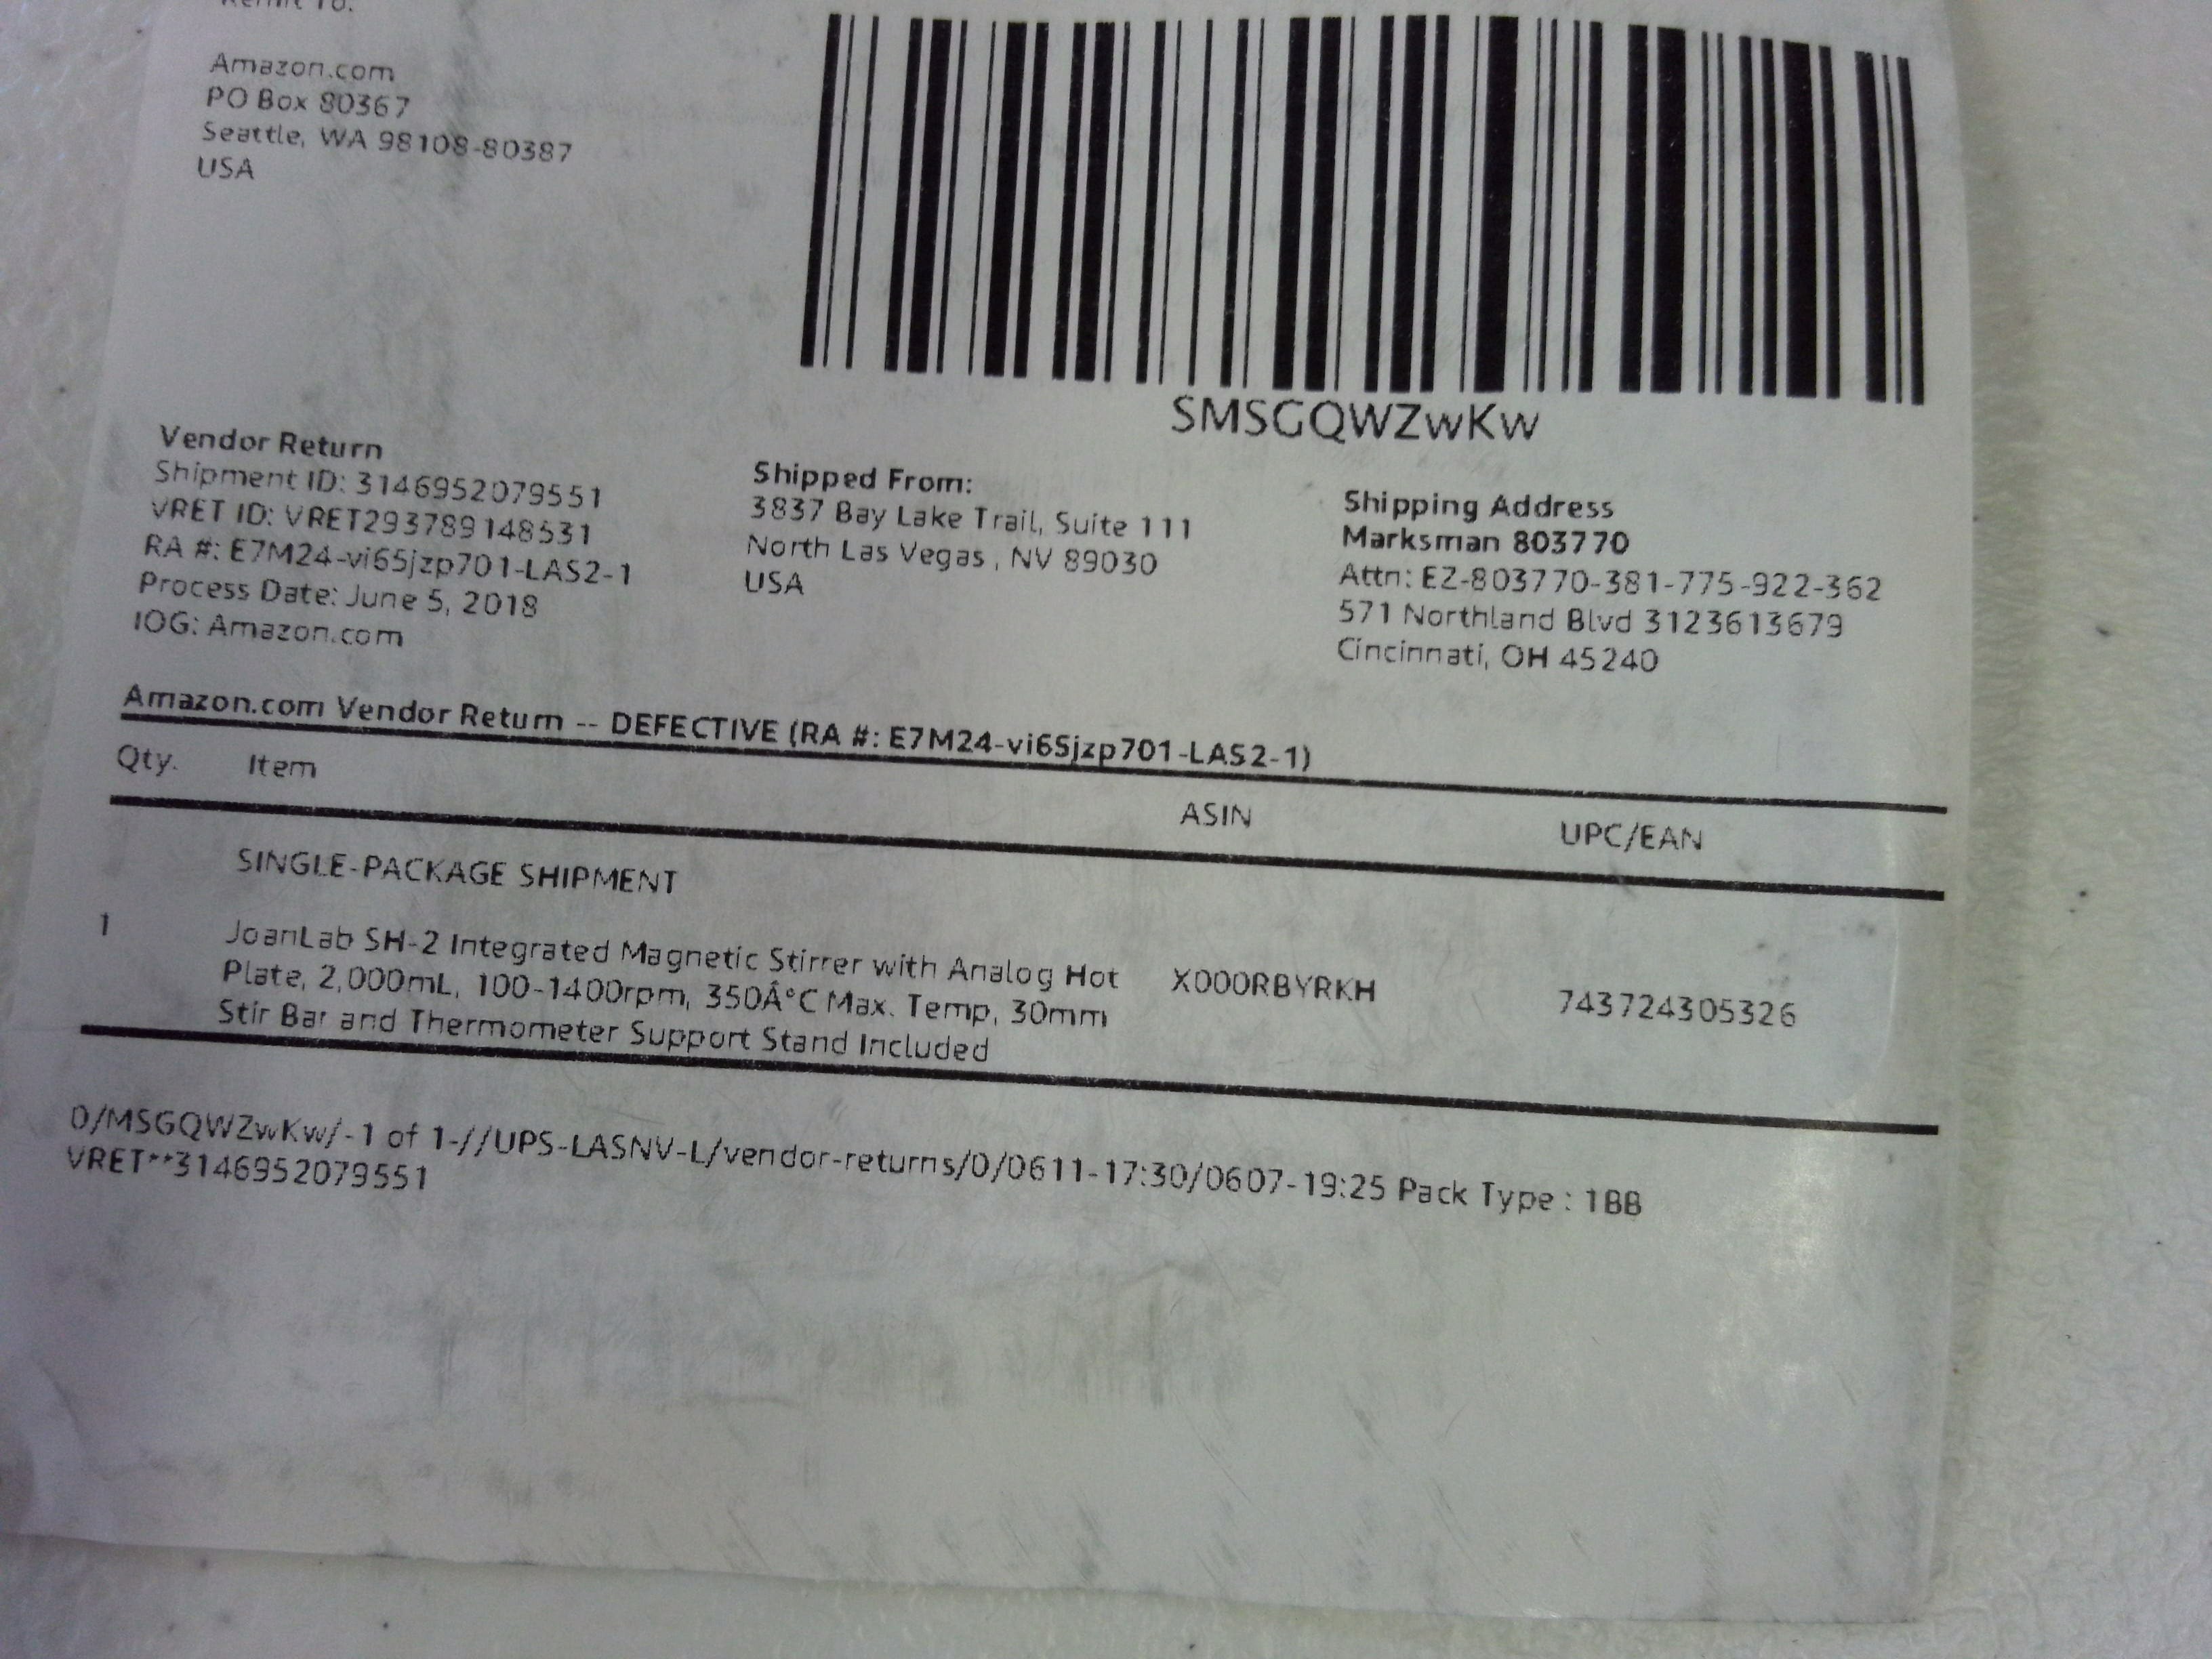 Remit To:
Amazon.com
PO Box 80367
Seattle, WA 98108-80387
USA
SMSGQWZwKw
Vendor Return
Shipment ID: 3146952079551
VRET ID: VRET293789148531
RA #: E7M24-vi65jzp701-LAS2-1
Process Date: June 5, 2018
IOG: Amazon.com
Shipped From:
3837 Bay Lake Trail, Suite 111
North Las Vegas , NV 89030
USA
Shipping Address
Marksman 803770
Attn: EZ-803770-381-775-922-362
571 Northland Blvd 3123613679
Cincinnati, OH 45240
Amazon.com Vendor Return -- DEFECTIVE (RA #: E7M24-vi65jzp701-LAS2-1)
Qty. Item ASIN UPC/EAN
SINGLE-PACKAGE SHIPMENT
1 JoanLab SH-2 Integrated Magnetic Stirrer with Analog Hot X000RBYRKH 743724305326
Plate, 2,000mL, 100-1400rpm, 350Â°C Max. Temp, 30mm
Stir Bar and Thermometer Support Stand Included
0/MSGQWZwKw/-1 of 1-//UPS-LASNV-L/vendor-returns/0/0611-17:30/0607-19:25 Pack Type : 1BB
VRET**3146952079551